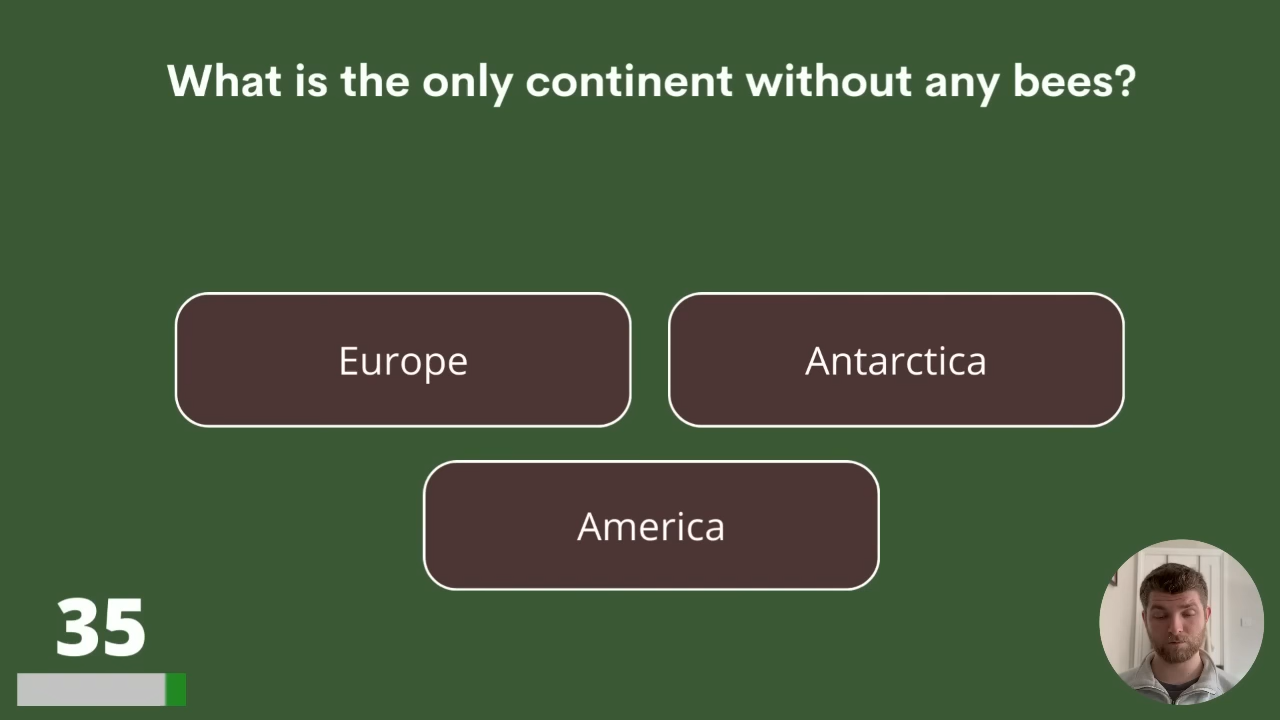 What is the only continent without any bees?
Europe
Antarctica
America
35